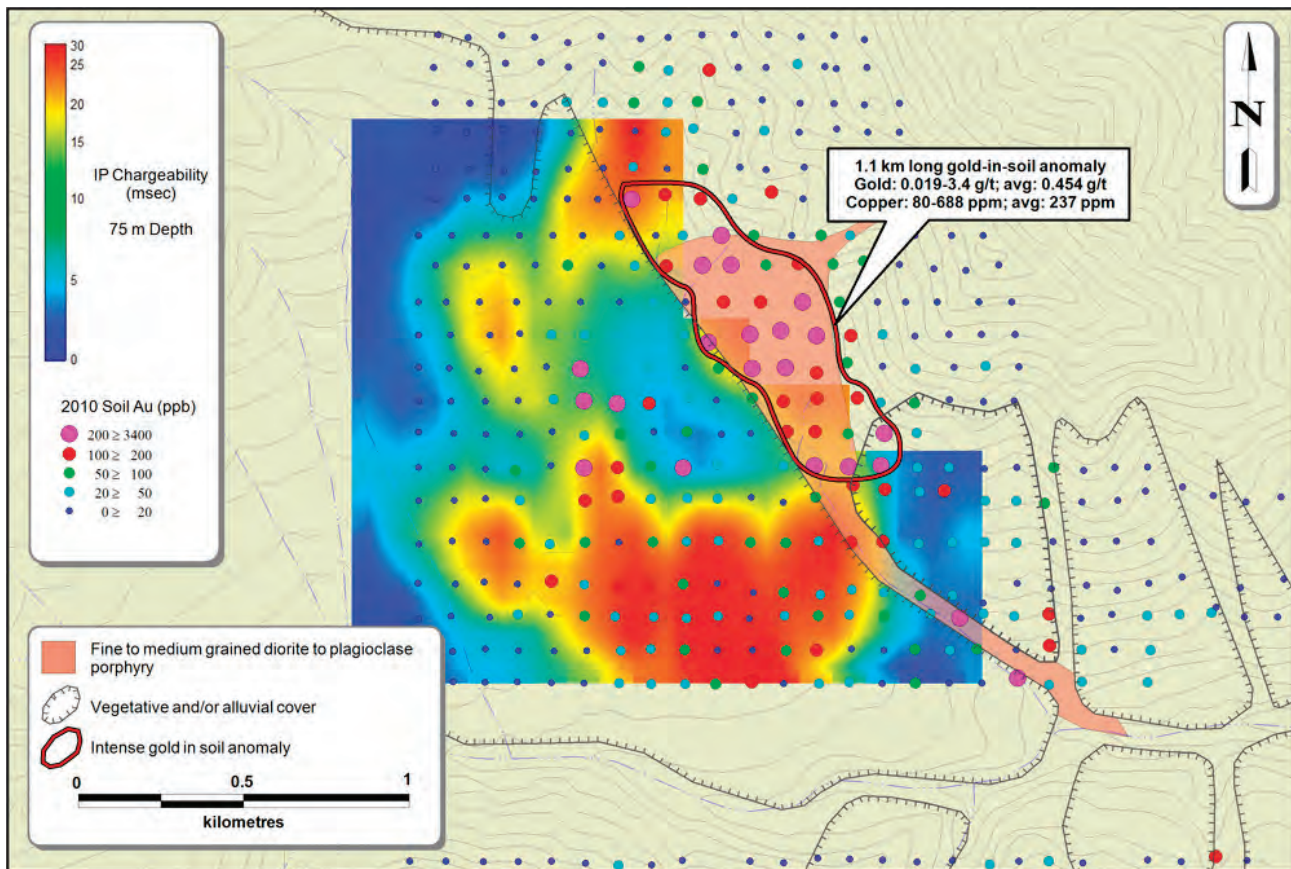 30
25
20
15
10
5
0
IP Chargeability
(msec)
75 m Depth
2010 Soil Au (ppb)
200 ≥ 3400
100 ≥ 200
50 ≥ 100
20 ≥ 50
0 ≥ 20
N
1.1 km long gold-in-soil anomaly
Gold: 0.019-3.4 g/t; avg: 0.454 g/t
Copper: 80-688 ppm; avg: 237 ppm
Fine to medium grained diorite to plagioclase
porphyry
Vegetative and/or alluvial cover
Intense gold in soil anomaly
0 0.5 1
kilometres